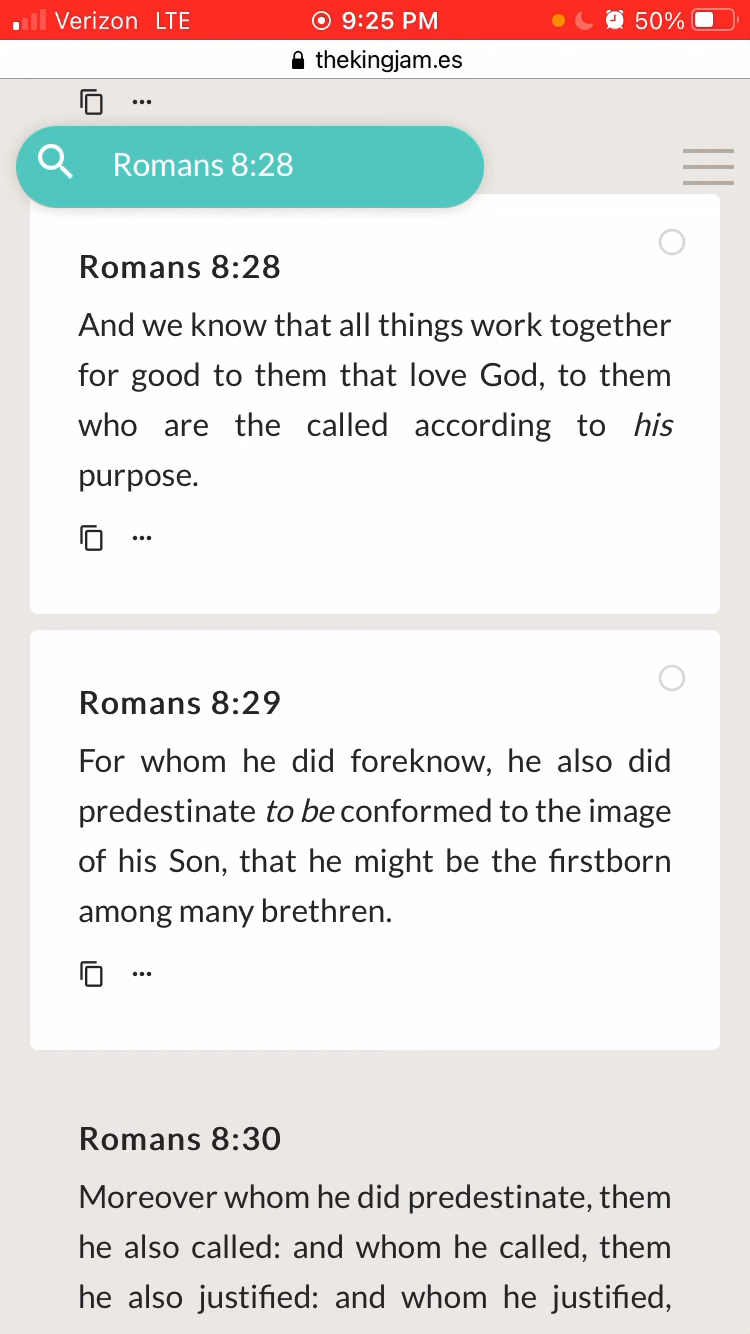 Verizon LTE 9:25 PM 50%
thekingjam.es
Romans 8:28
Romans 8:28
And we know that all things work together
for good to them that love God, to them
who are the called according to his
purpose.
Romans 8:29
For whom he did foreknow, he also did
predestinate to be conformed to the image
of his Son, that he might be the firstborn
among many brethren.
Romans 8:30
Moreover whom he did predestinate, them
he also called: and whom he called, them
he also justified: and whom he justified,